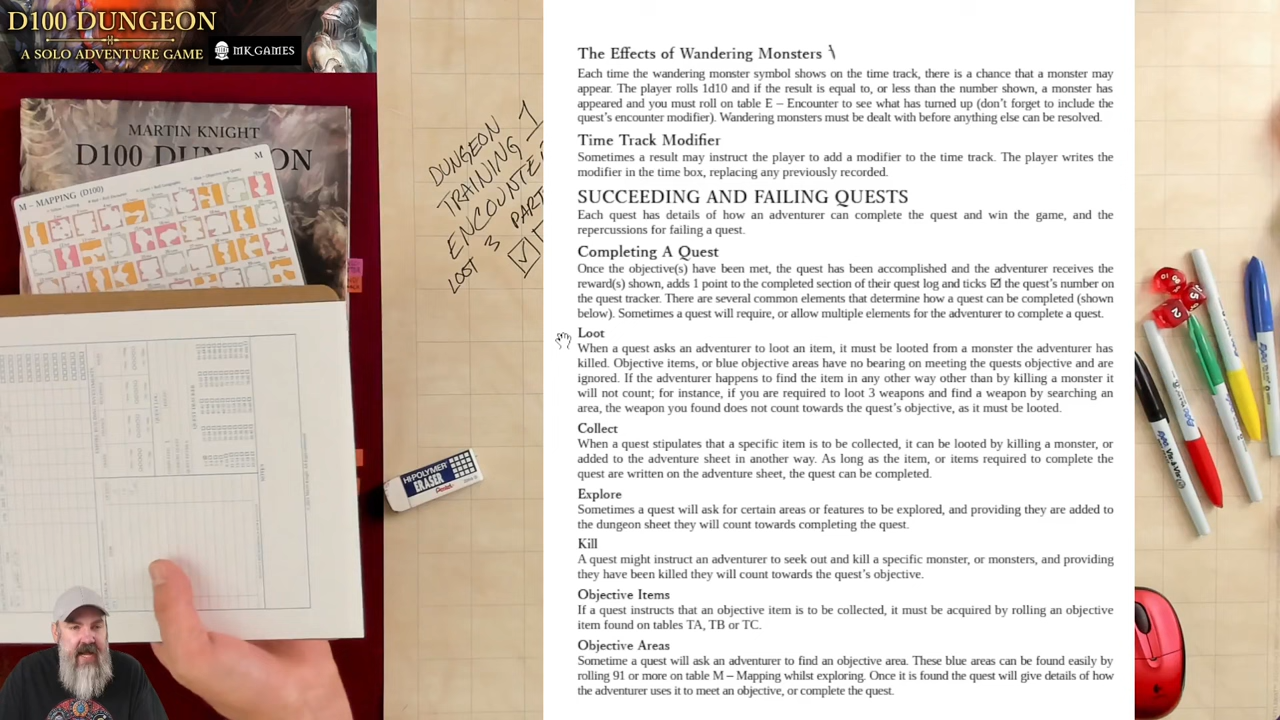 D100 DUNGEON
A SOLO ADVENTURE GAME
MK GAMES
MARTIN KNIGHT
D100 DUNGEON
M
M – MAPPING (D100)
DUNGEON
TRAINING 1
ENCOUNTE
LOST 3 PART
HI-POLYMER
ERASER
Pentel
The Effects of Wandering Monsters
Each time the wandering monster symbol shows on the time track, there is a chance that a monster may
appear. The player rolls 1d10 and if the result is equal to, or less than the number shown, a monster has
appeared and you must roll on table E – Encounter to see what has turned up (don't forget to include the
quest's encounter modifier). Wandering monsters must be dealt with before anything else can be resolved.
Time Track Modifier
Sometimes a result may instruct the player to add a modifier to the time track. The player writes the
modifier in the time box, replacing any previously recorded.
SUCCEEDING AND FAILING QUESTS
Each quest has details of how an adventurer can complete the quest and win the game, and the
repercussions for failing a quest.
Completing A Quest
Once the objective(s) have been met, the quest has been accomplished and the adventurer receives the
reward(s) shown, adds 1 point to the completed section of their quest log and ticks ☑ the quest's number on
the quest tracker. There are several common elements that determine how a quest can be completed (shown
below). Sometimes a quest will require, or allow multiple elements for the adventurer to complete a quest.
Loot
When a quest asks an adventurer to loot an item, it must be looted from a monster the adventurer has
killed. Objective items, or blue objective areas have no bearing on meeting the quests objective and are
ignored. If the adventurer happens to find the item in any other way other than by killing a monster it
will not count; for instance, if you are required to loot 3 weapons and find a weapon by searching an
area, the weapon you found does not count towards the quest's objective, as it must be looted.
Collect
When a quest stipulates that a specific item is to be collected, it can be looted by killing a monster, or
added to the adventure sheet in another way. As long as the item, or items required to complete the
quest are written on the adventure sheet, the quest can be completed.
Explore
Sometimes a quest will ask for certain areas or features to be explored, and providing they are added to
the dungeon sheet they will count towards completing the quest.
Kill
A quest might instruct an adventurer to seek out and kill a specific monster, or monsters, and providing
they have been killed they will count towards the quest's objective.
Objective Items
If a quest instructs that an objective item is to be collected, it must be acquired by rolling an objective
item found on tables TA, TB or TC.
Objective Areas
Sometime a quest will ask an adventurer to find an objective area. These blue areas can be found easily by
rolling 91 or more on table M – Mapping whilst exploring. Once it is found the quest will give details of how
the adventurer uses it to meet an objective, or complete the quest.